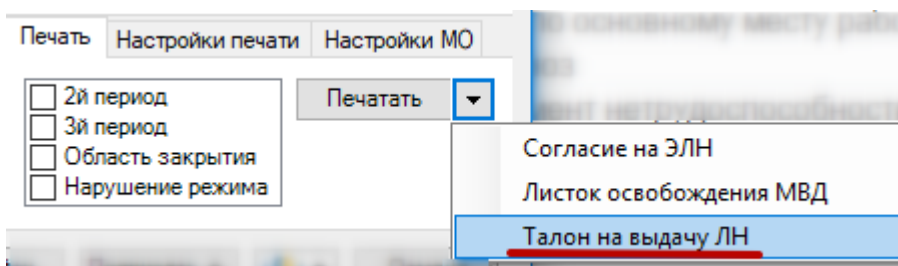 Печать Настройки печати Настройки МО
2й период
3й период
Область закрытия
Нарушение режима
Печатать
Согласие на ЭЛН
Листок освобождения МВД
Талон на выдачу ЛН